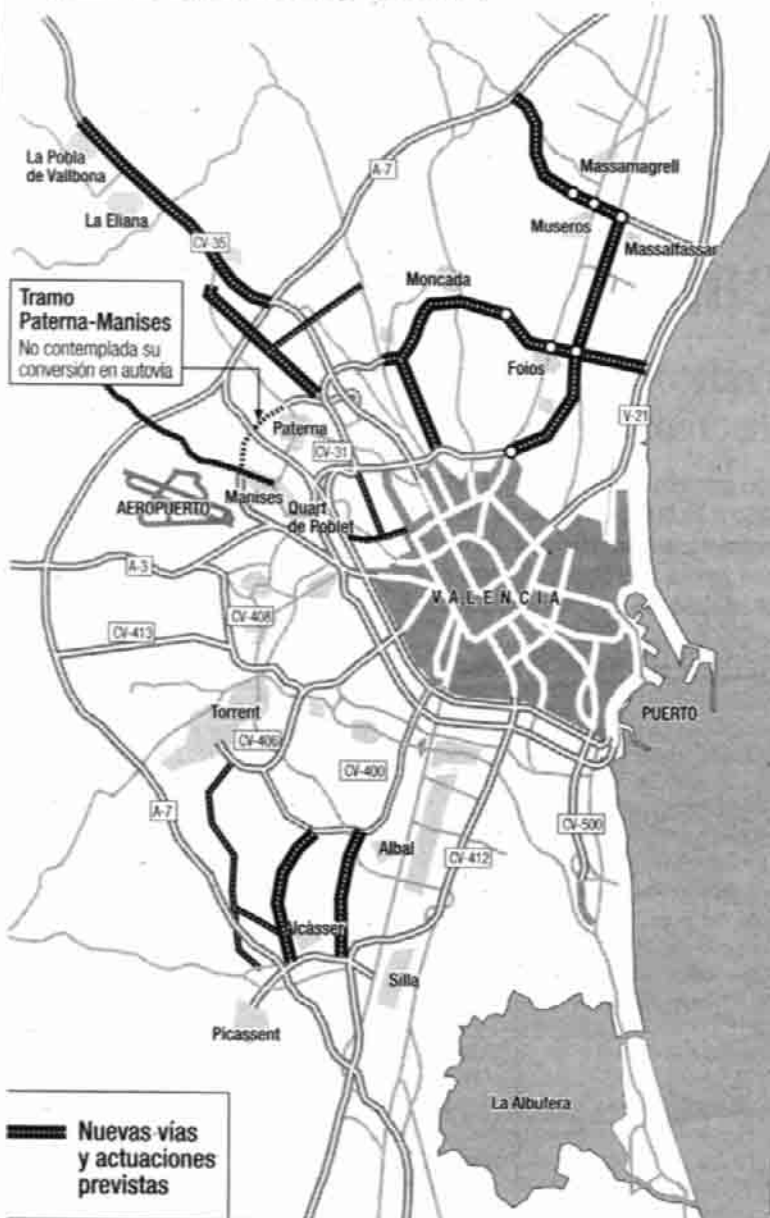 La Pobla
de Vallbona
A-7
Massamagrell
La Eliana
Museros
CV-35
Massalfassar
Moncada
Tramo
Paterna-Manises
No contemplada su
conversión en autovía
Foios
V-21
Paterna
CV-31
Manises
Quart
de Poblet
AEROPUERTO
A-3
VALENCIA
CV-408
CV-413
Torrent
PUERTO
CV-406
CV-400
A-7
CV-500
Albal
CV-412
Alcàsser
Silla
Picassent
La Albufera
Nuevas vías
y actuaciones
previstas